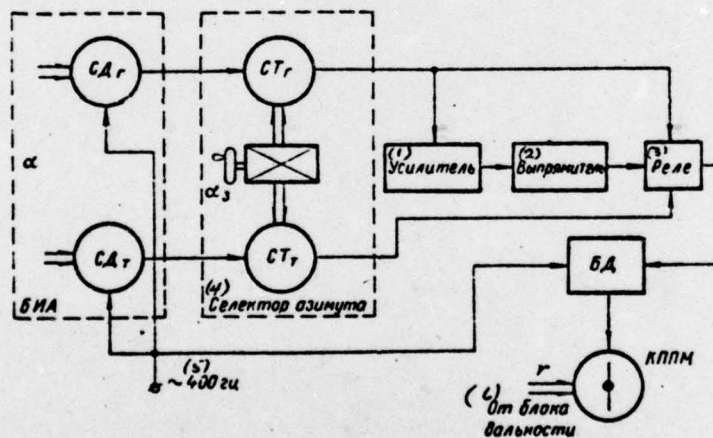 СДг
СТг
α
α з
(1)
Усилитель
(2)
Выпрямитель
(3)
Реле
СДт
СТт
БИА
(4)
Селектор азимута
БД
(5)
~ 400 гц
КППМ
r
(6)
От блока
дальности